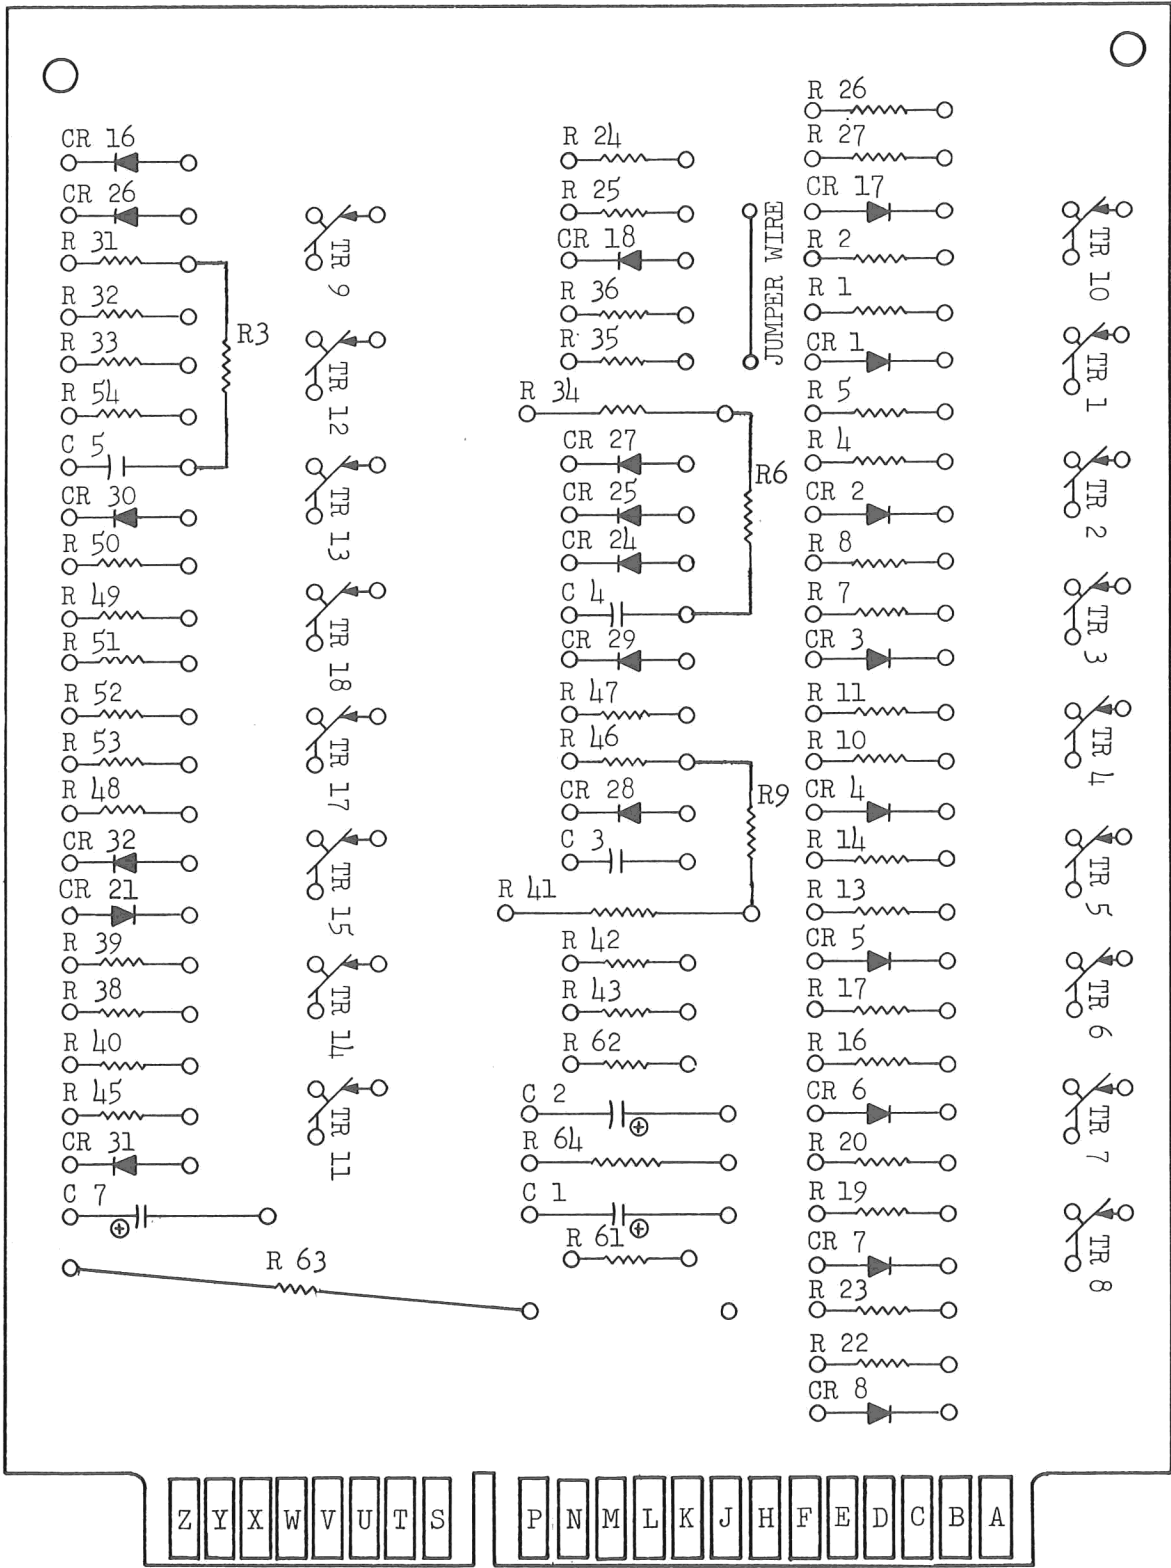 CR 16
CR 26
R 31
R 32
R 33
R 54
C 5
CR 30
R 50
R 49
R 51
R 52
R 53
R 48
CR 32
CR 21
R 39
R 38
R 40
R 45
CR 31
C 7
R 63
R3
TR 9
TR 12
TR 13
TR 18
TR 17
TR 15
TR 14
TR 11
R 24
R 25
CR 18
R 36
R 35
R 34
CR 27
CR 25
CR 24
C 4
CR 29
R 47
R 46
CR 28
C 3
R 41
R 42
R 43
R 62
C 2
R 64
C 1
R 61
JUMPER WIRE
R6
R9
R 26
R 27
CR 17
R 2
R 1
CR 1
R 5
R 4
CR 2
R 8
R 7
CR 3
R 11
R 10
CR 4
R 14
R 13
CR 5
R 17
R 16
CR 6
R 20
R 19
CR 7
R 23
R 22
CR 8
TR 10
TR 1
TR 2
TR 3
TR 4
TR 5
TR 6
TR 7
TR 8
Z Y X W V U T S P N M L K J H F E D C B A